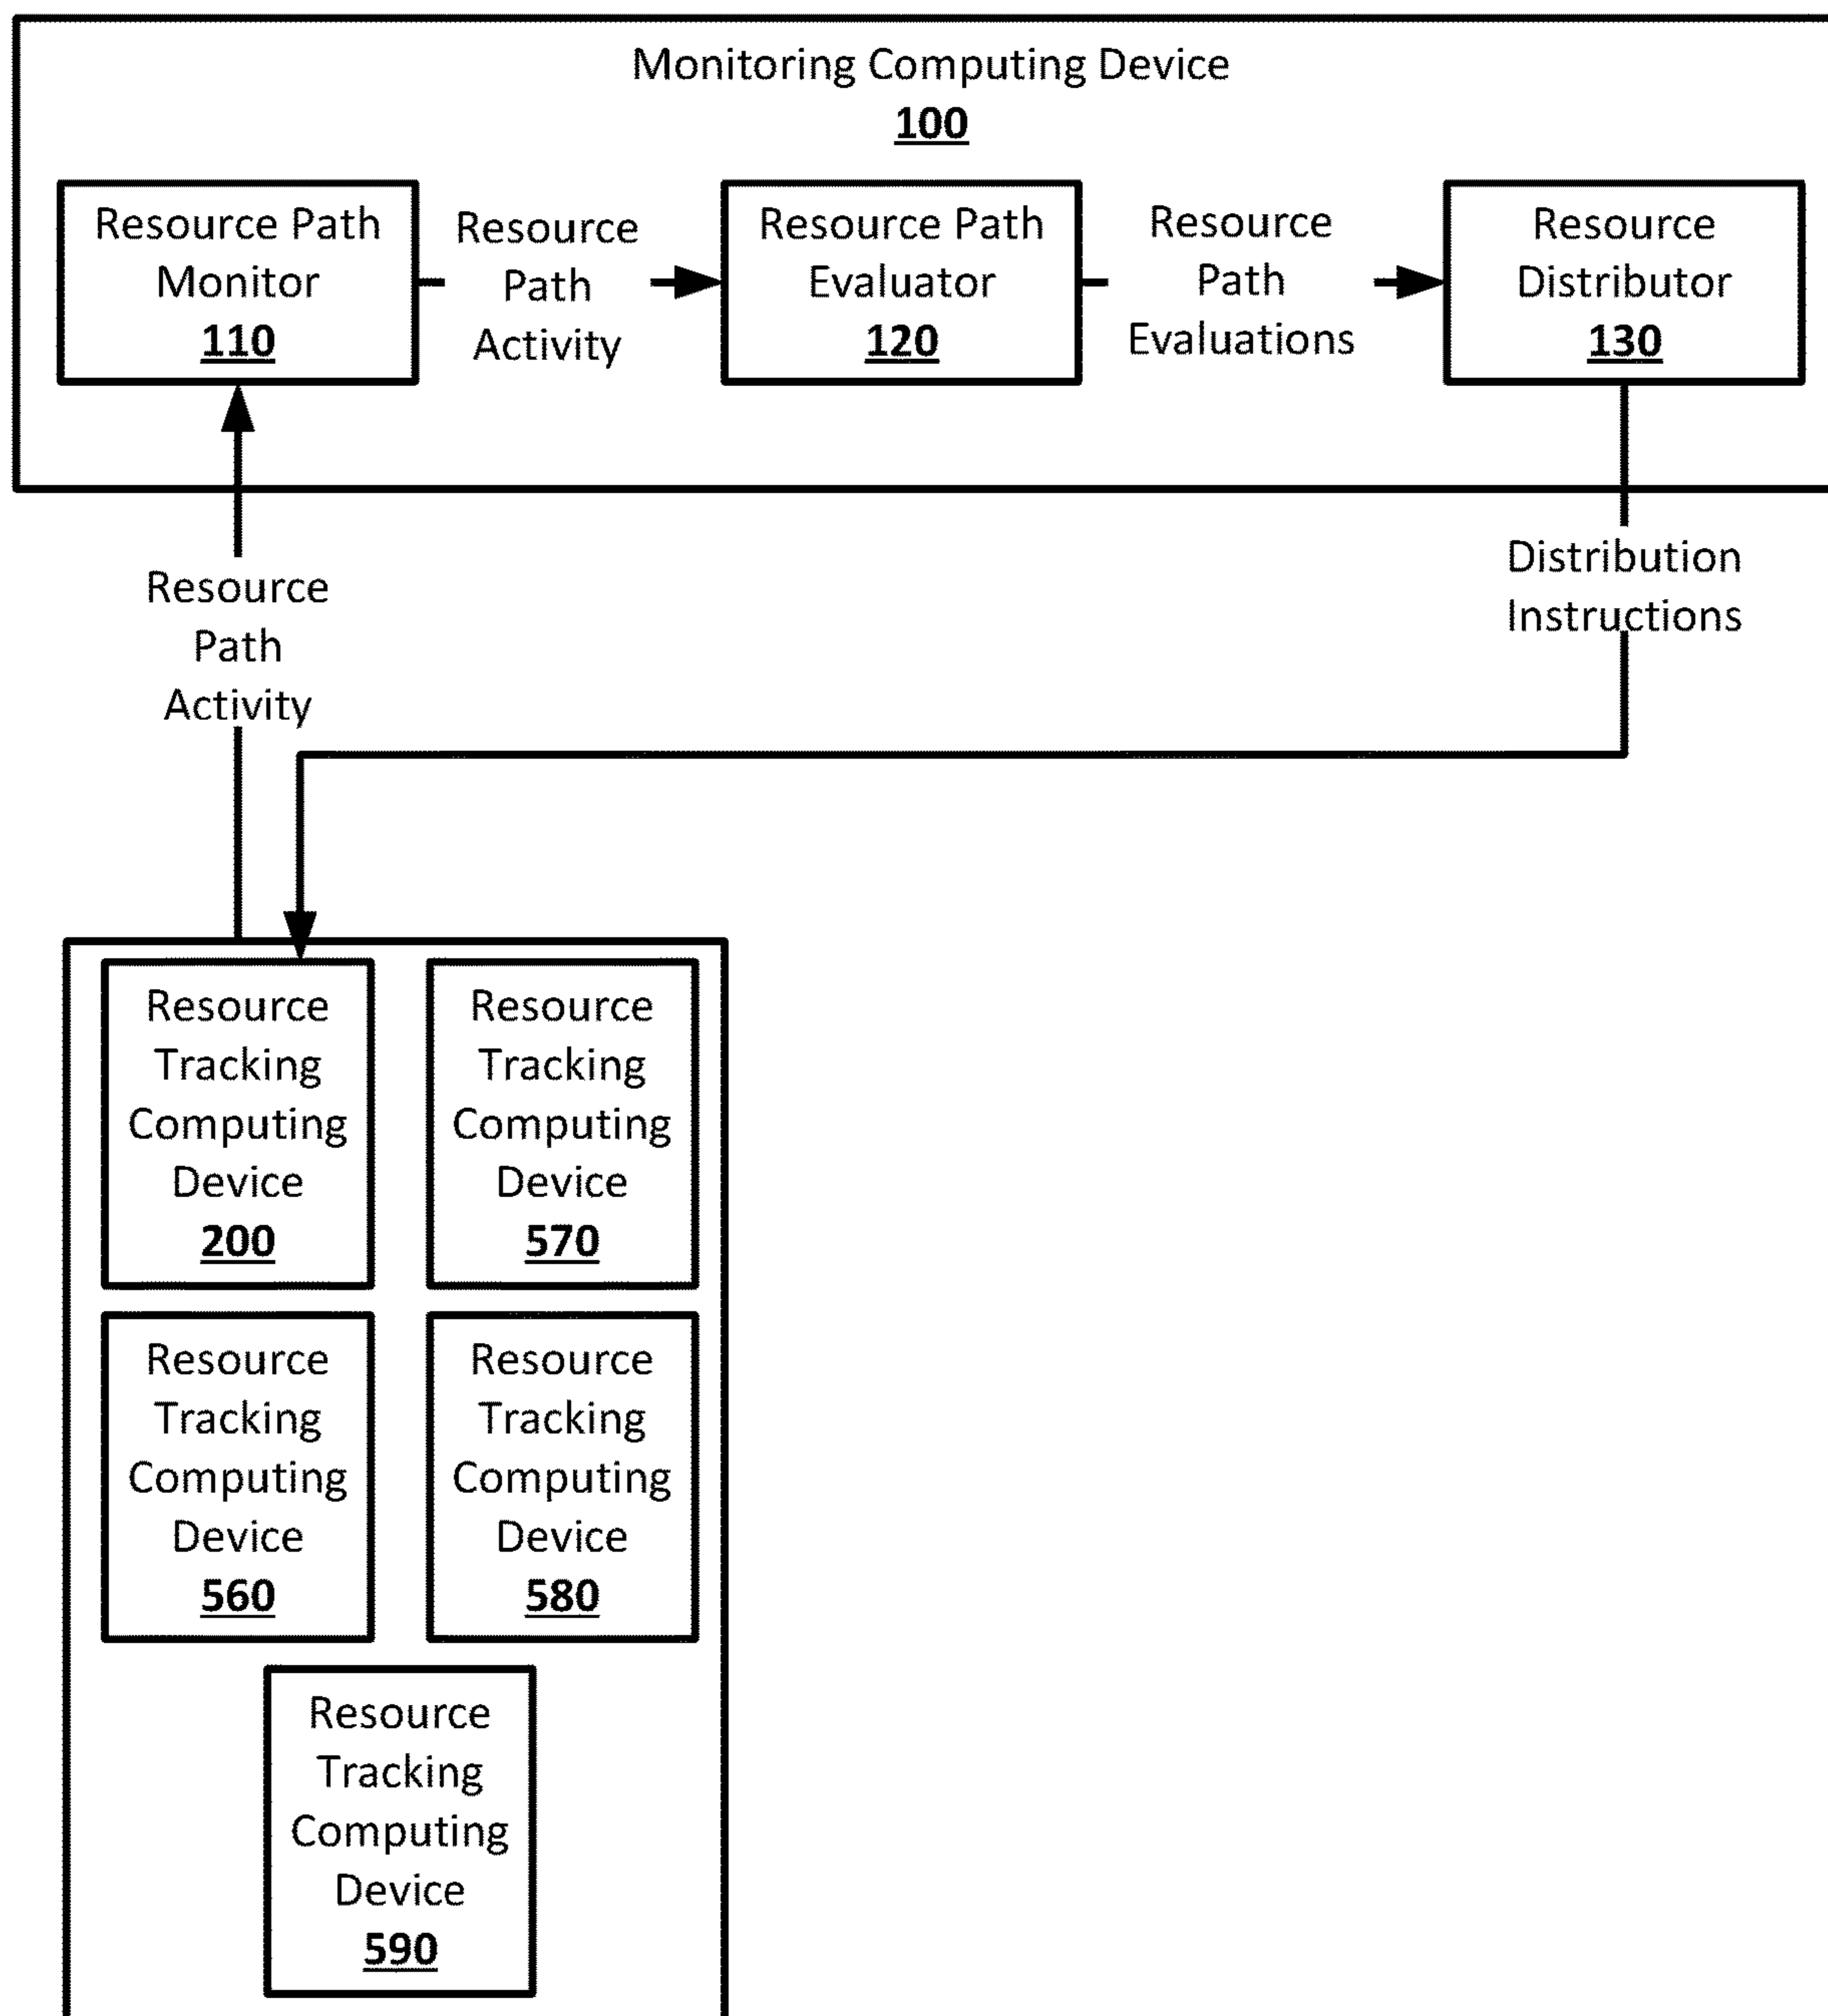 Monitoring Computing Device
100
Resource Path
Monitor
110
Resource
Path
Activity
Resource Path
Evaluator
120
Resource
Path
Evaluations
Resource
Distributor
130
Resource
Path
Activity
Distribution
Instructions
Resource
Tracking
Computing
Device
200
Resource
Tracking
Computing
Device
570
Resource
Tracking
Computing
Device
560
Resource
Tracking
Computing
Device
580
Resource
Tracking
Computing
Device
590